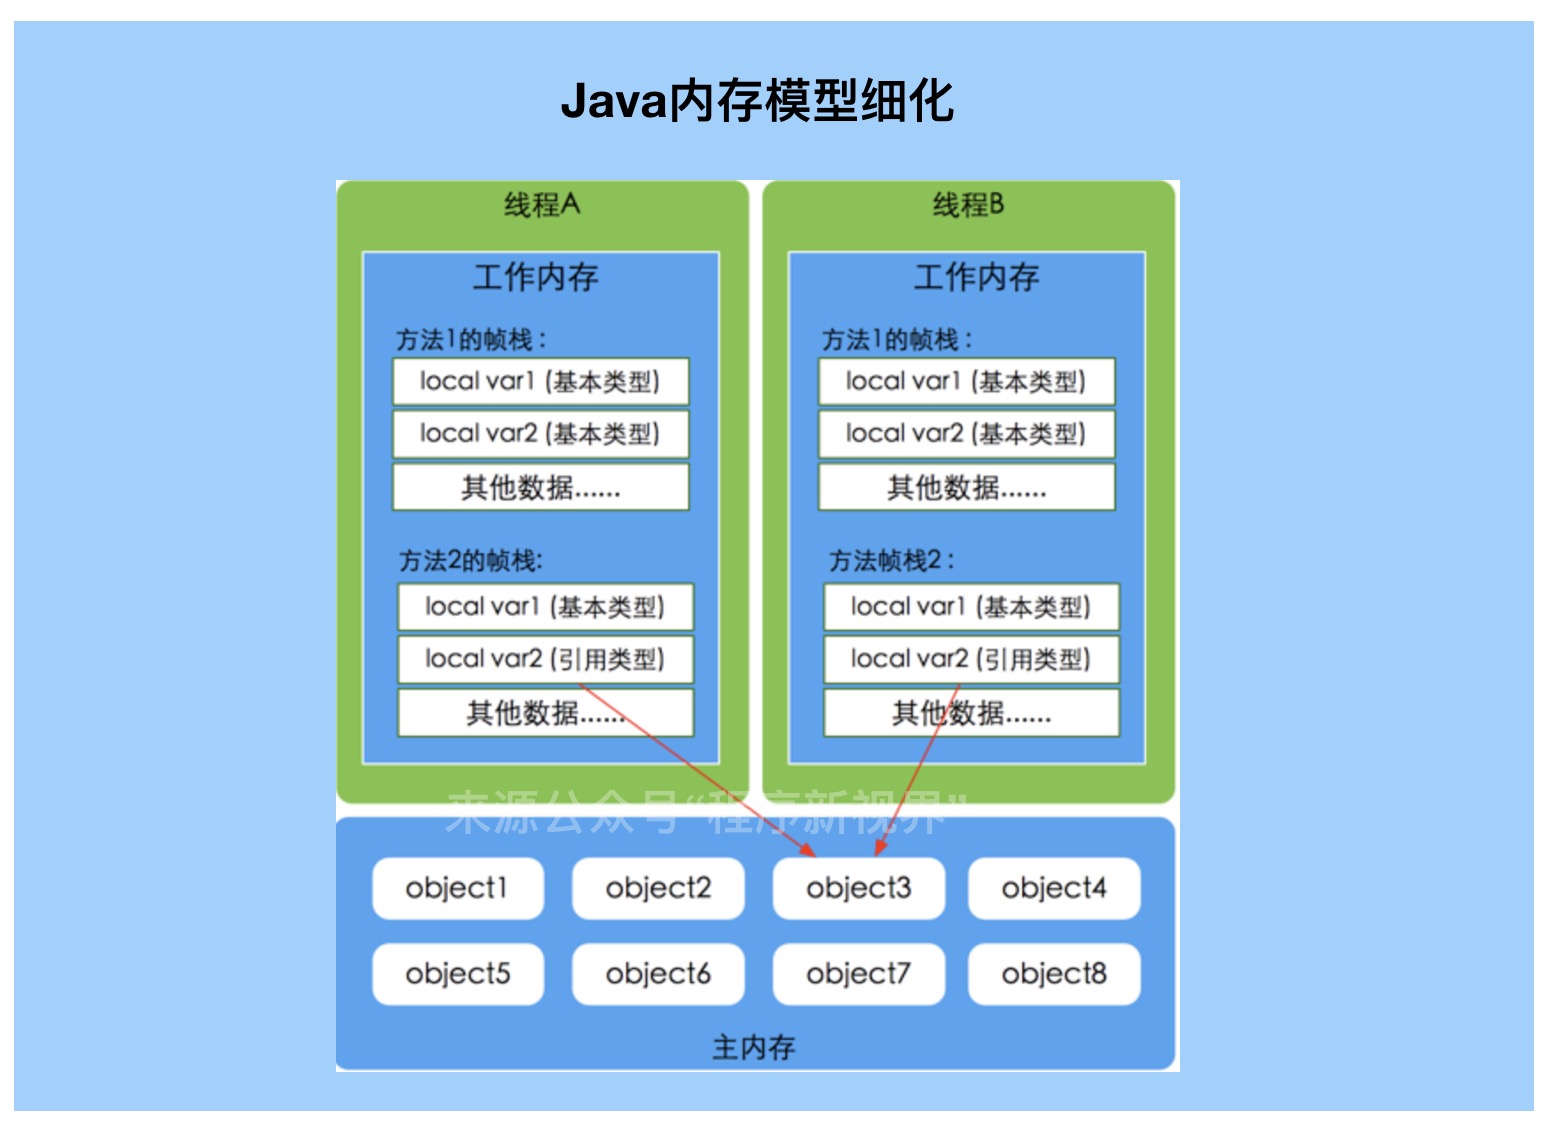 Java内存模型细化
线程A
工作内存
方法1的帧栈：
local var1 (基本类型)
local var2 (基本类型)
其他数据......
方法2的帧栈:
local var1 (基本类型)
local var2 (引用类型)
其他数据......
线程B
工作内存
方法1的帧栈：
local var1 (基本类型)
local var2 (基本类型)
其他数据......
方法帧栈2：
local var1 (基本类型)
local var2 (引用类型)
其他数据......
来源公众号“程序新视界"
object1 object2 object3 object4
object5 object6 object7 object8
主内存